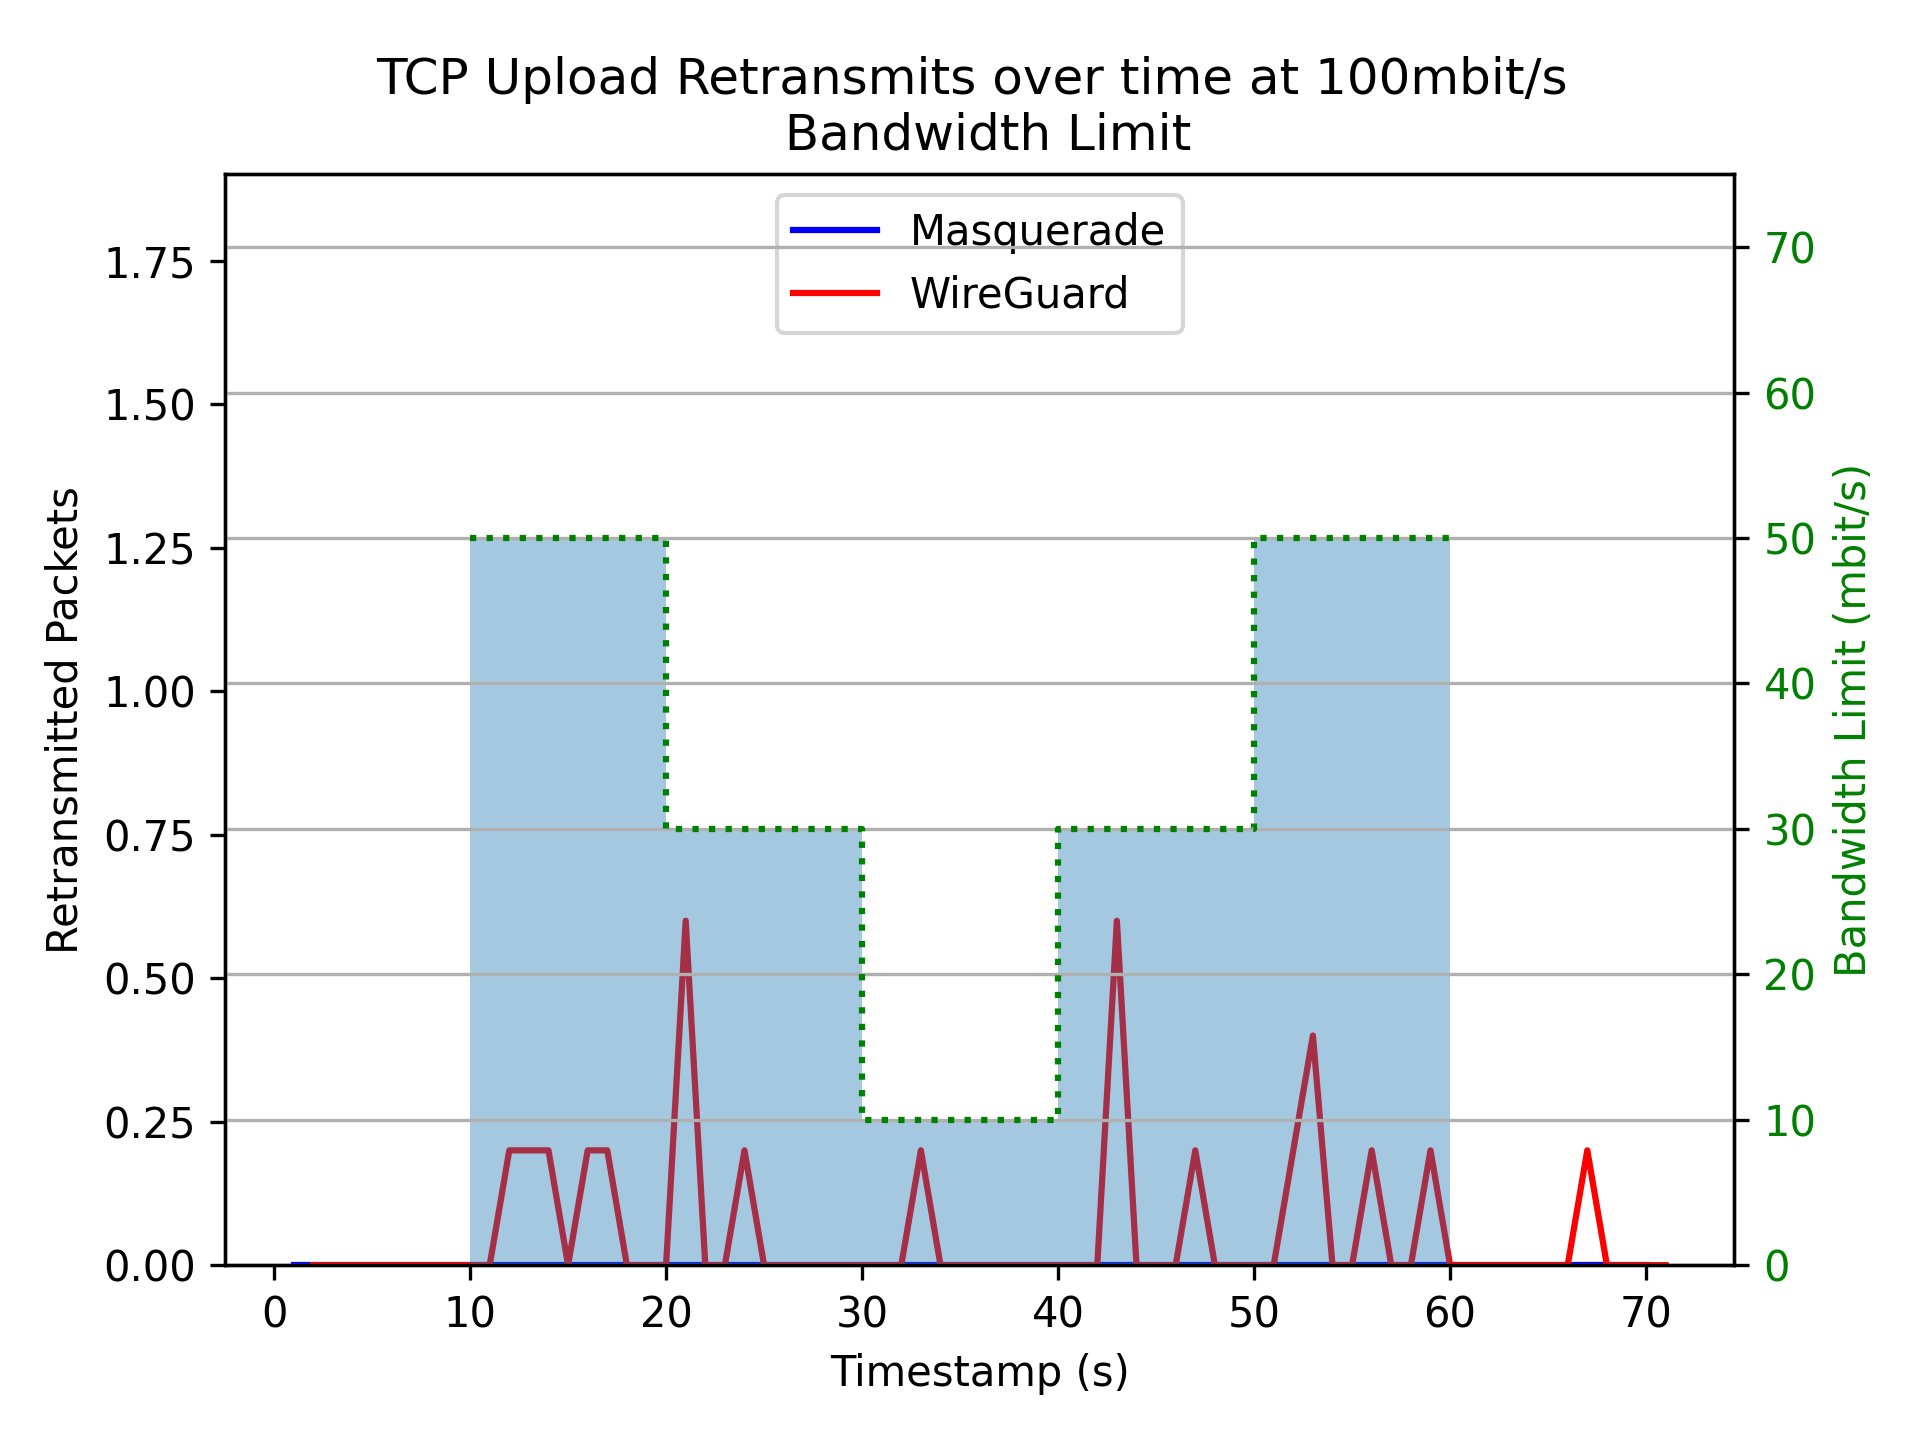 TCP Upload Retransmits over time at 100mbit/s
Bandwidth Limit
Masquerade
WireGuard
Retransmitted Packets
1.75
1.50
1.25
1.00
0.75
0.50
0.25
0.00
70
60
50
40
30
20
10
0
Bandwidth Limit (mbit/s)
0 10 20 30 40 50 60 70
Timestamp (s)